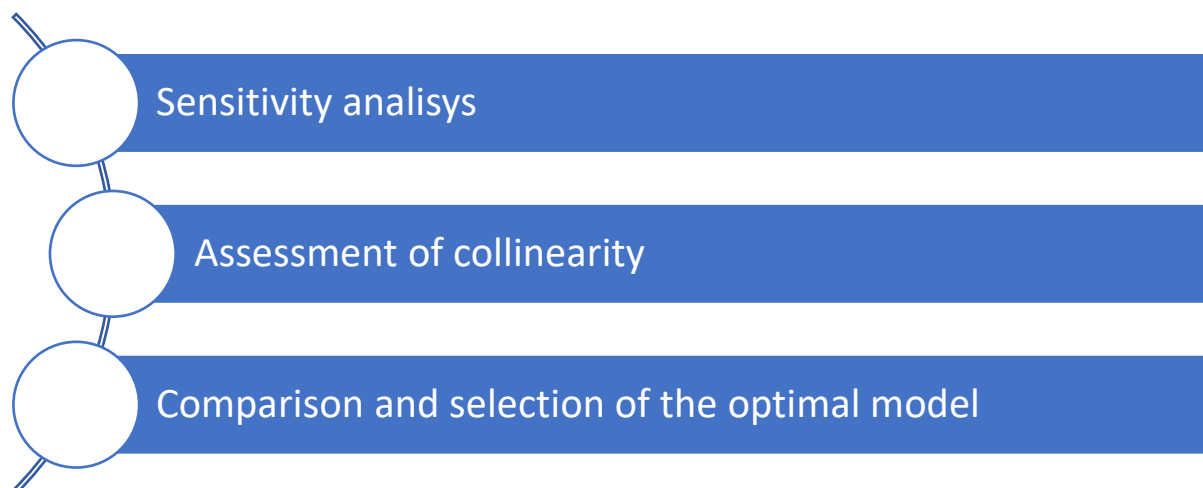 Sensitivity analisys
Assessment of collinearity
Comparison and selection of the optimal model